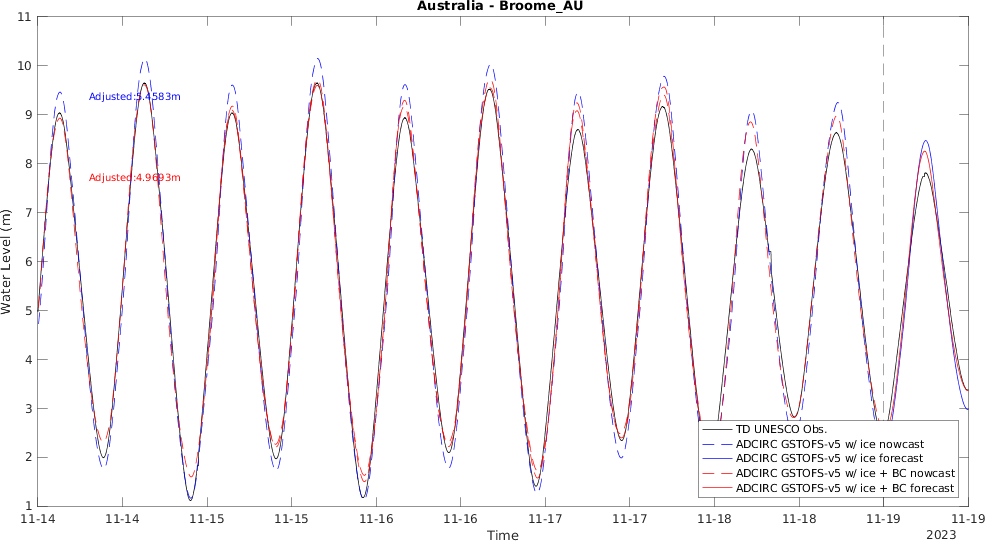 Australia - Broome_AU
11
10
9
8
7
6
5
4
3
2
1
Water Level (m)
Adjusted:5.4583m
Adjusted:4.9693m
TD UNESCO Obs.
ADCIRC GSTOFS-v5 w/ ice nowcast
ADCIRC GSTOFS-v5 w/ ice forecast
ADCIRC GSTOFS-v5 w/ ice + BC nowcast
ADCIRC GSTOFS-v5 w/ ice + BC forecast
11-14 11-14 11-15 11-15 11-16 11-16 11-17 11-17 11-18 11-18 11-19 11-19
Time
2023